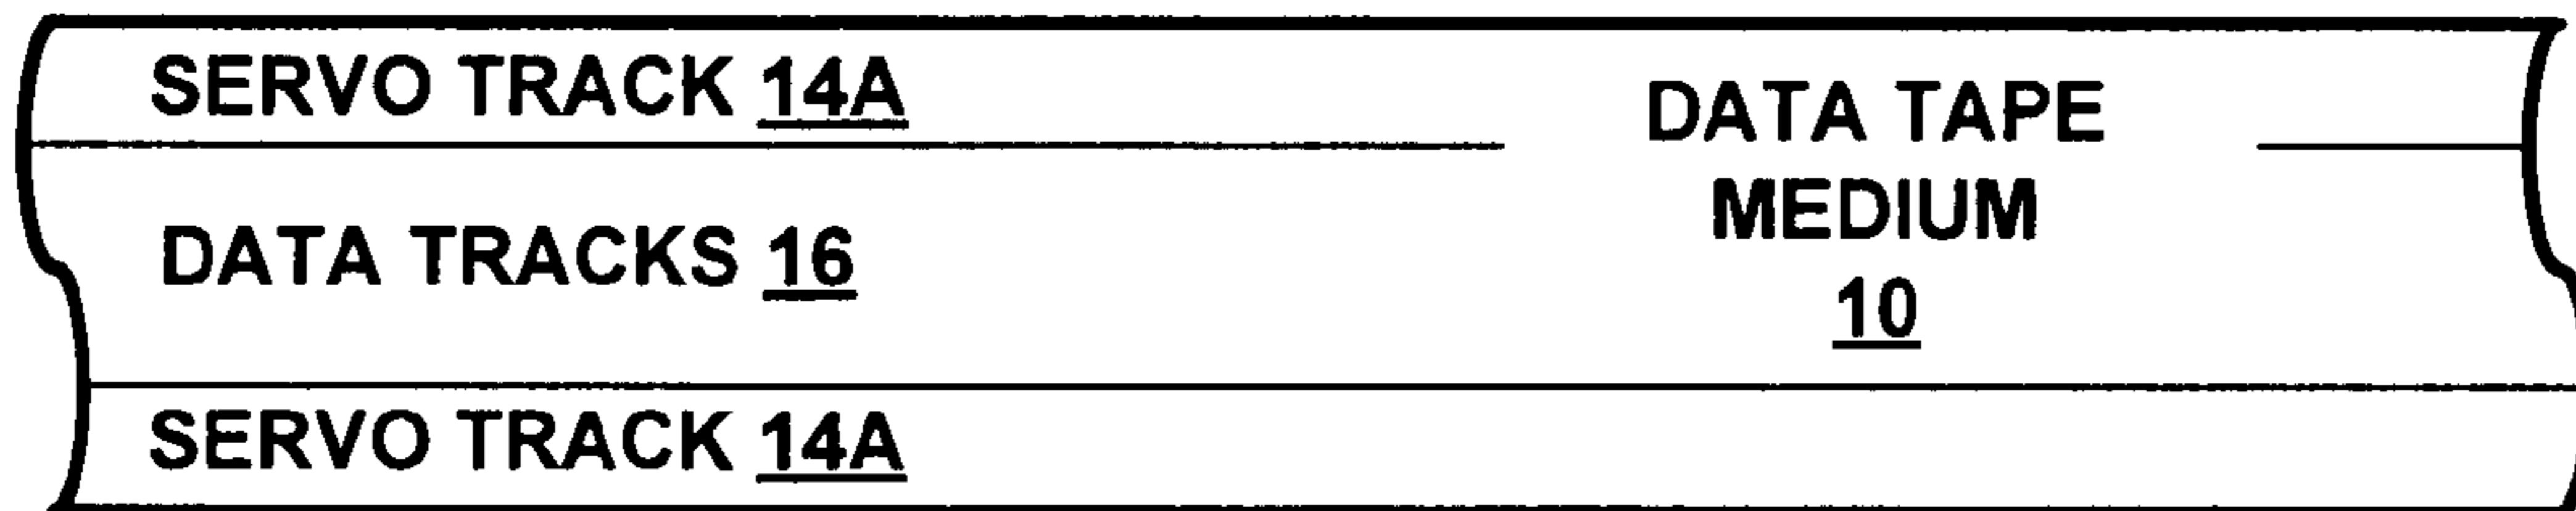 SERVO TRACK 14A
DATA TAPE
MEDIUM
10
DATA TRACKS 16
SERVO TRACK 14A